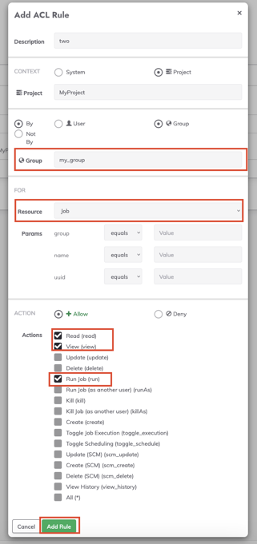 Add ACL Rule ×
Description two
CONTEXT System Project
Project MyProject
By User Group
Not By
Group my_group
FOR
Resource Job
Params group equals Value
name equals Value
uuid equals Value
ACTION Allow Deny
Actions Read (read)
View (view)
Update (update)
Delete (delete)
Run Job (run)
Run Job (as another user) (runAs)
Kill (kill)
Kill Job (as another user) (killAs)
Create (create)
Toggle Job Execution (toggle_execution)
Toggle Scheduling (toggle_schedule)
Update (SCM) (scm_update)
Create (SCM) (scm_create)
Delete (SCM) (scm_delete)
View History (view_history)
All (*)
Cancel Add Rule